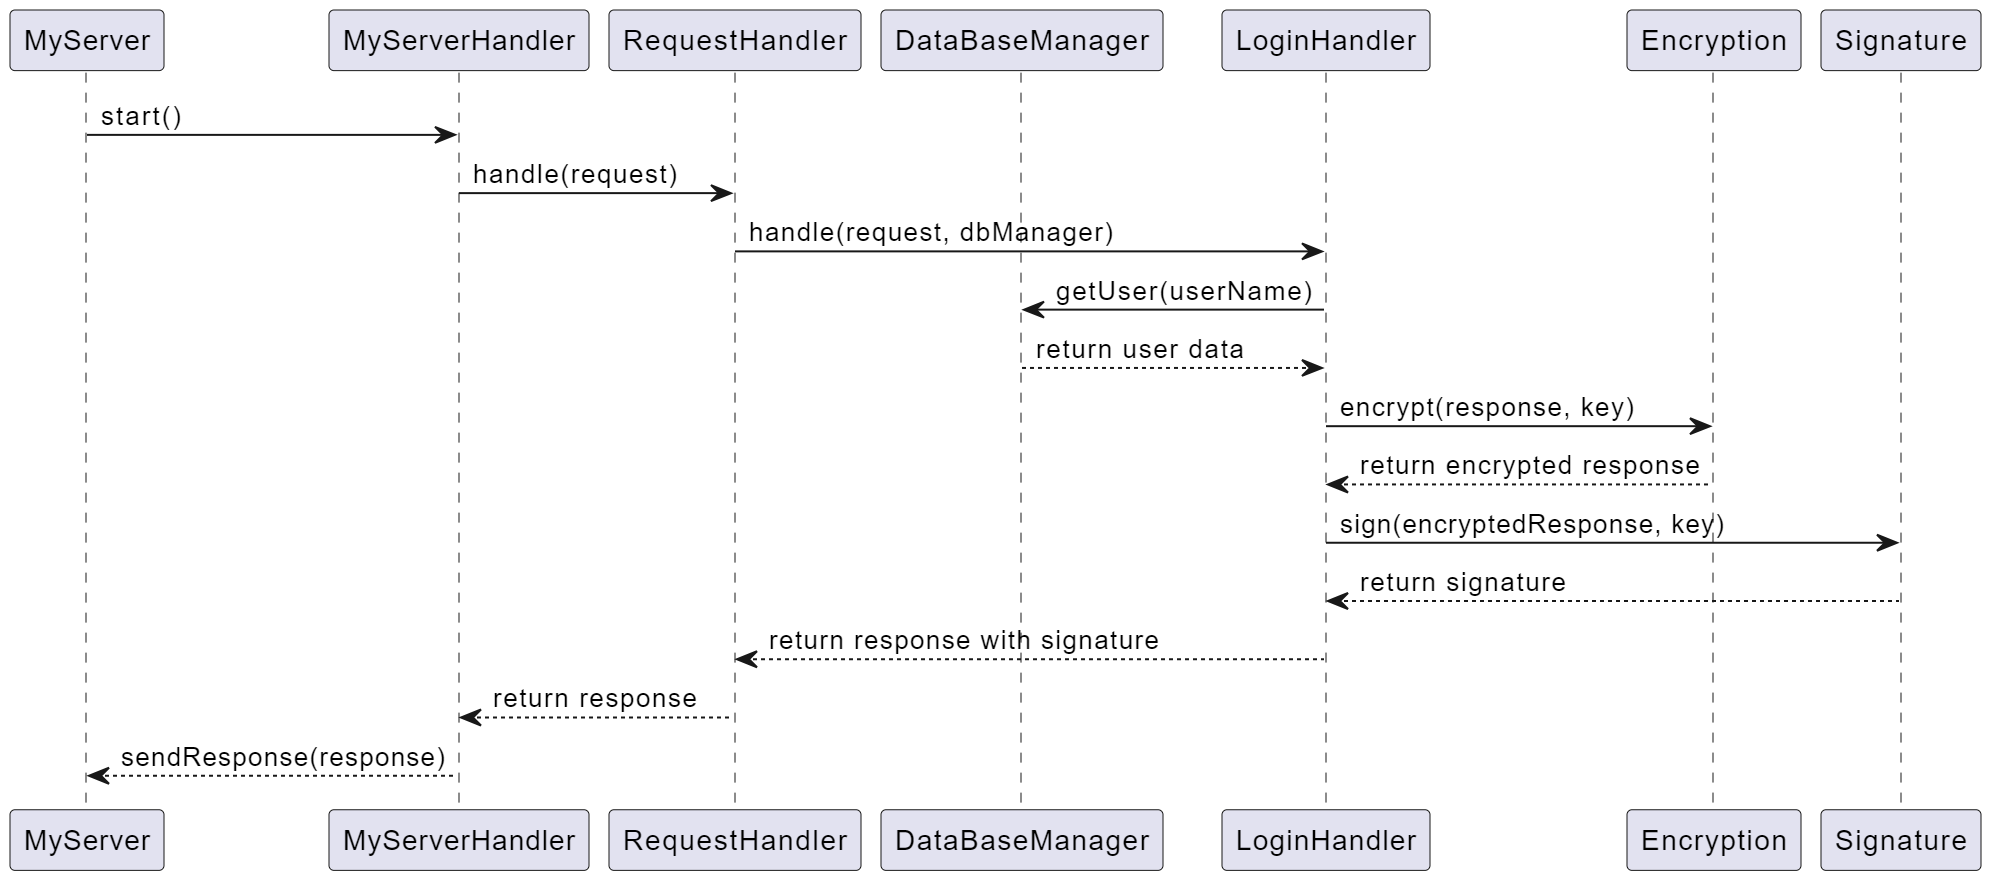 MyServer MyServerHandler RequestHandler DataBaseManager LoginHandler Encryption Signature
start()
handle(request)
handle(request, dbManager)
getUser(userName)
return user data
encrypt(response, key)
return encrypted response
sign(encryptedResponse, key)
return signature
return response with signature
return response
sendResponse(response)
MyServer MyServerHandler RequestHandler DataBaseManager LoginHandler Encryption Signature